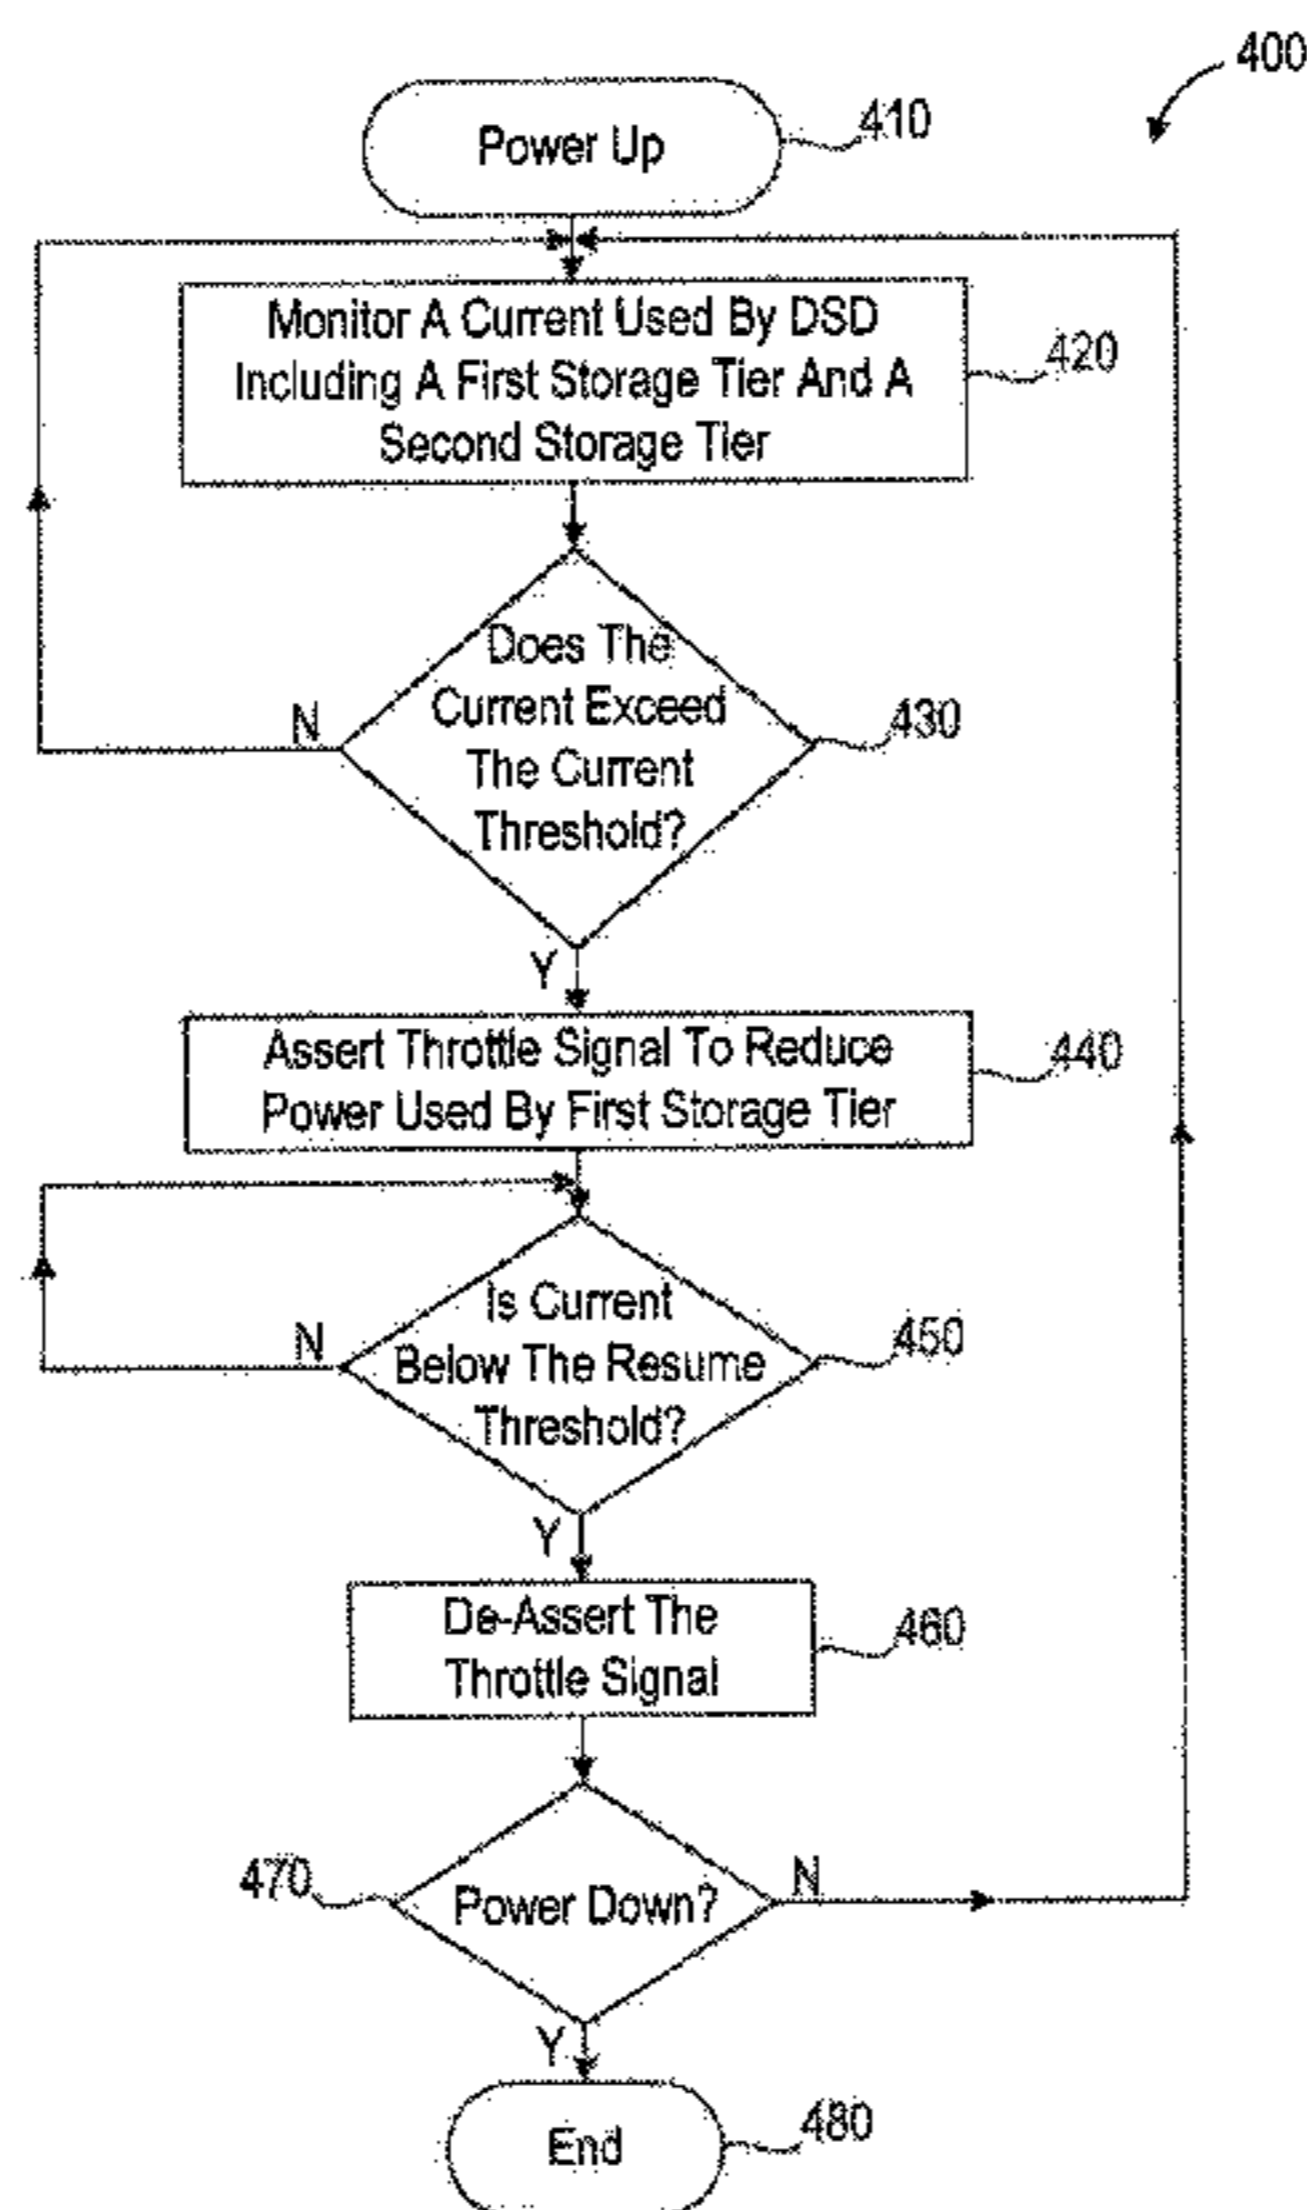 400
Power Up
410
Monitor A Current Used By DSD
Including A First Storage Tier And A
Second Storage Tier
420
Does The
Current Exceed
The Current
Threshold?
430
N
Y
Assert Throttle Signal To Reduce
Power Used By First Storage Tier
440
Is Current
Below The Resume
Threshold?
450
N
Y
De-Assert The
Throttle Signal
460
470
Power Down?
N
Y
End
480